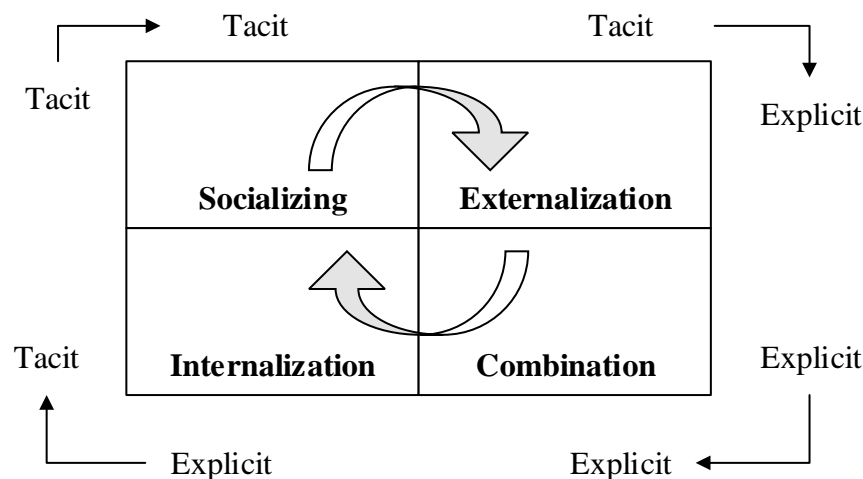 Tacit Tacit
Tacit Explicit
Socializing Externalization
Tacit Internalization Combination Explicit
Explicit Explicit